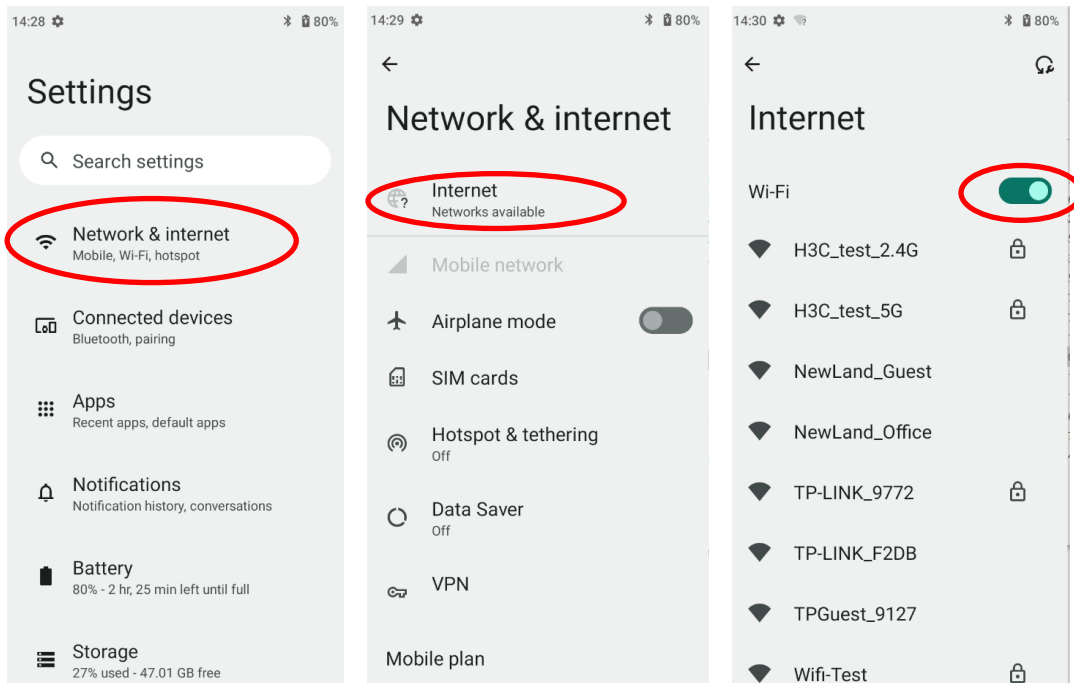 14:28 80%
Settings
Search settings
Network & internet
Mobile, Wi-Fi, hotspot
Connected devices
Bluetooth, pairing
Apps
Recent apps, default apps
Notifications
Notification history, conversations
Battery
80% - 2 hr, 25 min left until full
Storage
27% used - 47.01 GB free
14:29 80%
Network & internet
Internet
Networks available
Mobile network
Airplane mode
SIM cards
Hotspot & tethering
Off
Data Saver
Off
VPN
Mobile plan
14:30 80%
Internet
Wi-Fi
H3C_test_2.4G
H3C_test_5G
NewLand_Guest
NewLand_Office
TP-LINK_9772
TP-LINK_F2DB
TPGuest_9127
Wifi-Test